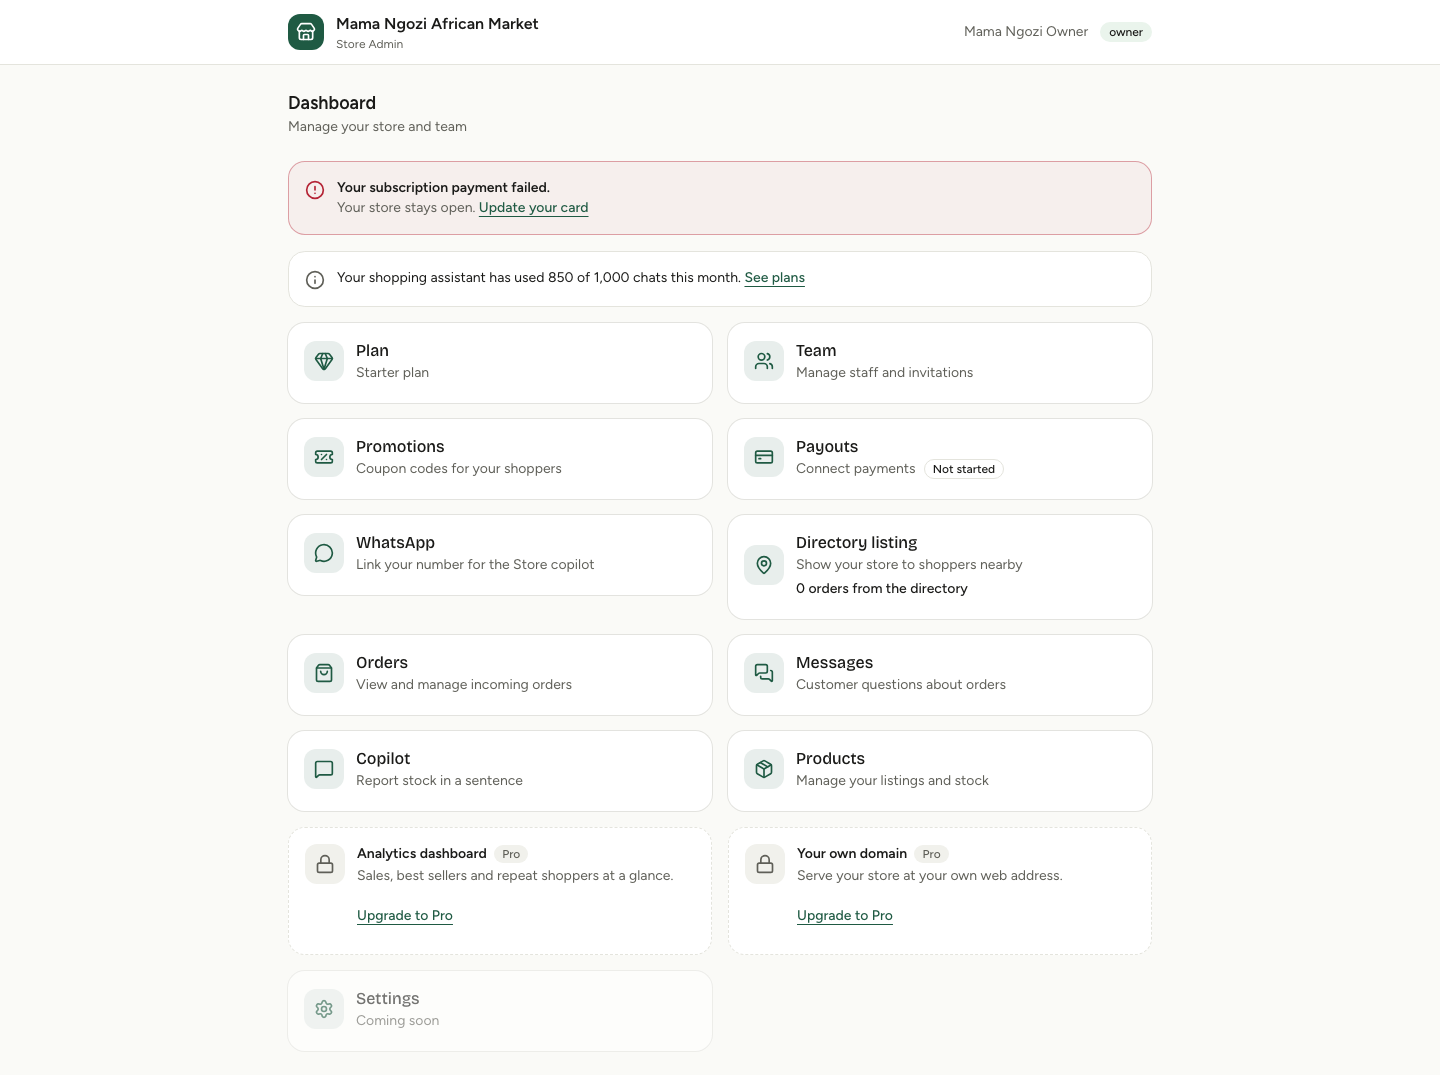 Mama Ngozi African Market
Store Admin
Mama Ngozi Owner
owner
Dashboard
Manage your store and team
Your subscription payment failed.
Your store stays open. Update your card
Your shopping assistant has used 850 of 1,000 chats this month. See plans
Plan
Starter plan
Team
Manage staff and invitations
Promotions
Coupon codes for your shoppers
Payouts
Connect payments Not started
WhatsApp
Link your number for the Store copilot
Directory listing
Show your store to shoppers nearby
0 orders from the directory
Orders
View and manage incoming orders
Messages
Customer questions about orders
Copilot
Report stock in a sentence
Products
Manage your listings and stock
Analytics dashboard Pro
Sales, best sellers and repeat shoppers at a glance.
Upgrade to Pro
Your own domain Pro
Serve your store at your own web address.
Upgrade to Pro
Settings
Coming soon